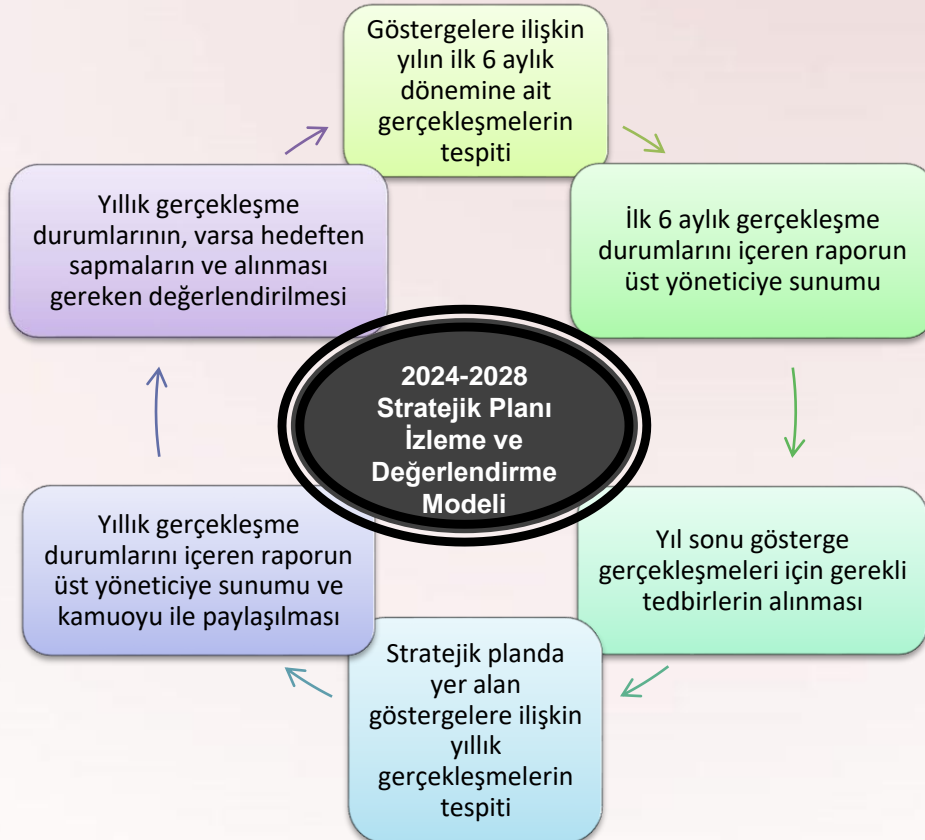 Göstergelere ilişkin
yılın ilk 6 aylık
dönemine ait
gerçekleşmelerin
tespiti
İlk 6 aylık gerçekleşme
durumlarını içeren raporun
üst yöneticiye sunumu
Yıl sonu gösterge
gerçekleşmeleri için gerekli
tedbirlerin alınması
Stratejik planda
yer alan
göstergelere ilişkin
yıllık
gerçekleşmelerin
tespiti
Yıllık gerçekleşme
durumlarını içeren raporun
üst yöneticiye sunumu ve
kamuoyu ile paylaşılması
Yıllık gerçekleşme
durumlarının, varsa hedeften
sapmaların ve alınması
gereken değerlendirilmesi
2024-2028
Stratejik Planı
İzleme ve
Değerlendirme
Modeli